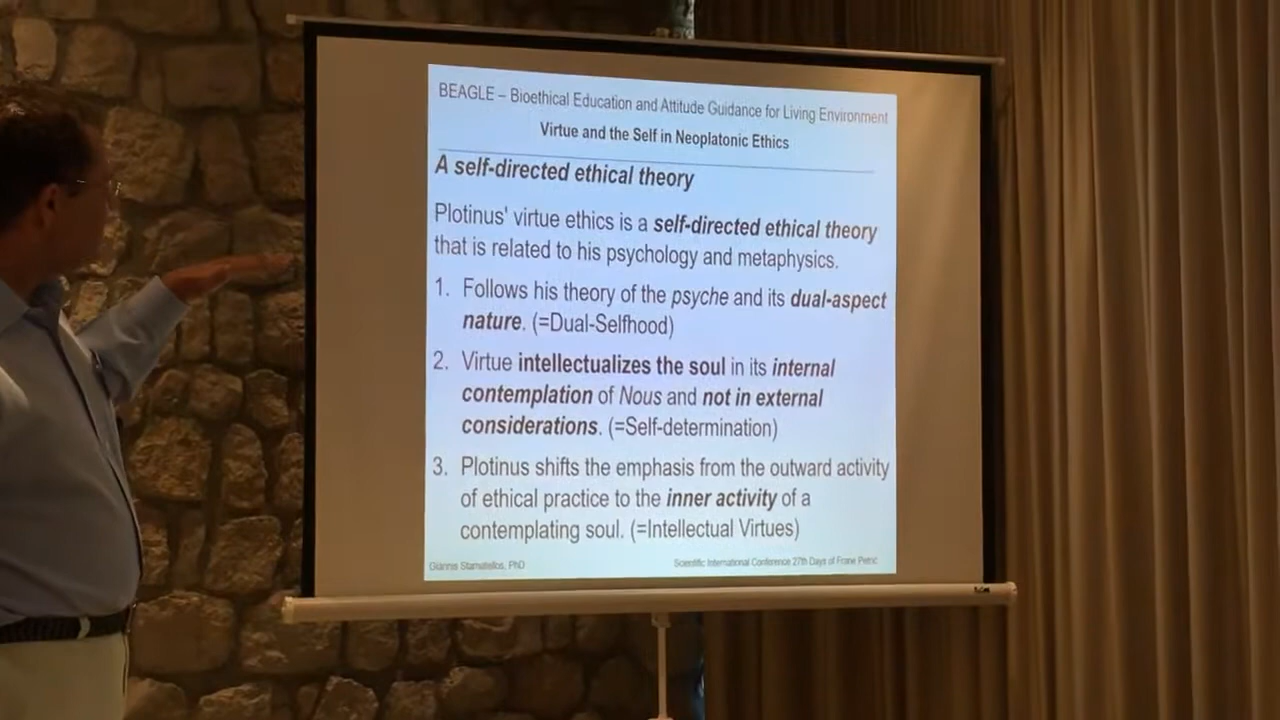 BEAGLE – Bioethical Education and Attitude Guidance for Living Environment
Virtue and the Self in Neoplatonic Ethics
A self-directed ethical theory
Plotinus' virtue ethics is a self-directed ethical theory
that is related to his psychology and metaphysics.
1. Follows his theory of the psyche and its dual-aspect
nature. (=Dual-Selfhood)
2. Virtue intellectualizes the soul in its internal
contemplation of Nous and not in external
considerations. (=Self-determination)
3. Plotinus shifts the emphasis from the outward activity
of ethical practice to the inner activity of a
contemplating soul. (=Intellectual Virtues)
Giannis Stamatellos, PhD
Scientific International Conference 27th Days of Frane Petric